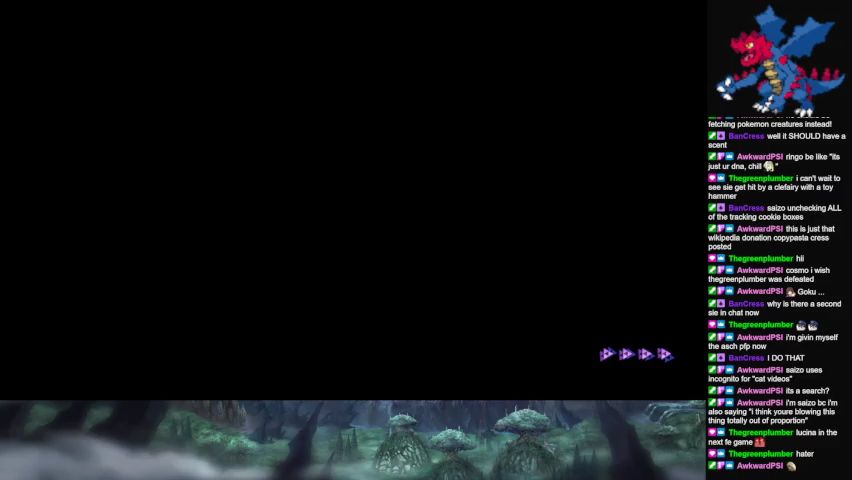 fetching pokemon creatures instead!
BanCress well it SHOULD have a
scent
AwkwardPSI ringo be like "its
just ur dna, chill "
Thegreenplumber i can't wait to
see sie get hit by a clefairy with a toy
hammer
BanCress saizo unchecking ALL
of the tracking cookie boxes
AwkwardPSI this is just that
wikipedia donation copypasta cress
posted
Thegreenplumber hii
AwkwardPSI cosmo i wish
thegreenplumber was defeated
AwkwardPSI Goku ...
BanCress why is there a second
sie in chat now
Thegreenplumber
AwkwardPSI i'm givin myself
the asch pfp now
BanCress I DO THAT
AwkwardPSI saizo uses
incognito for "cat videos"
AwkwardPSI its a search?
AwkwardPSI i'm saizo bc i'm
also saying "i think youre blowing this
thing totally out of proportion"
Thegreenplumber lucina in the
next fe game
Thegreenplumber hater
AwkwardPSI